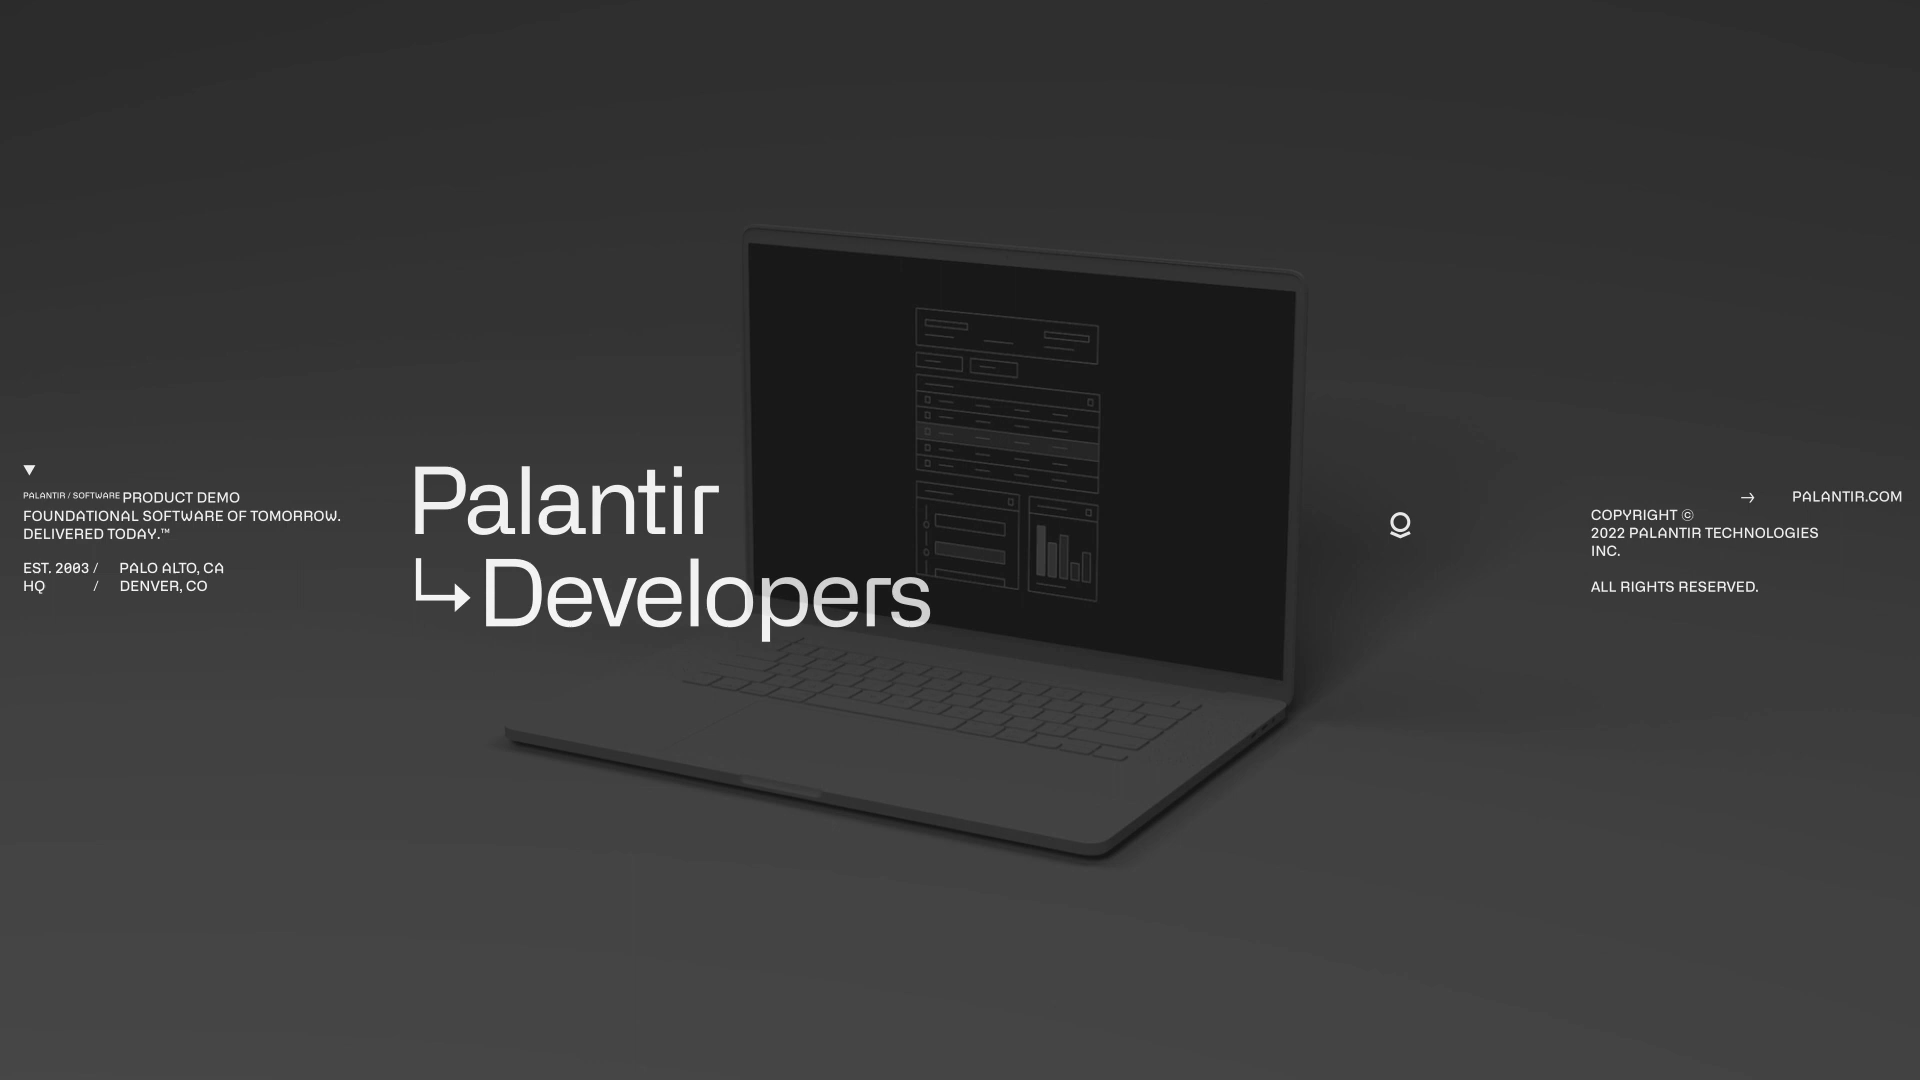 PALANTIR / SOFTWARE PRODUCT DEMO
FOUNDATIONAL SOFTWARE OF TOMORROW.
DELIVERED TODAY.™
EST. 2003 / PALO ALTO, CA
HQ / DENVER, CO
Palantir
↳Developers
→ PALANTIR.COM
COPYRIGHT ©
2022 PALANTIR TECHNOLOGIES
INC.
ALL RIGHTS RESERVED.